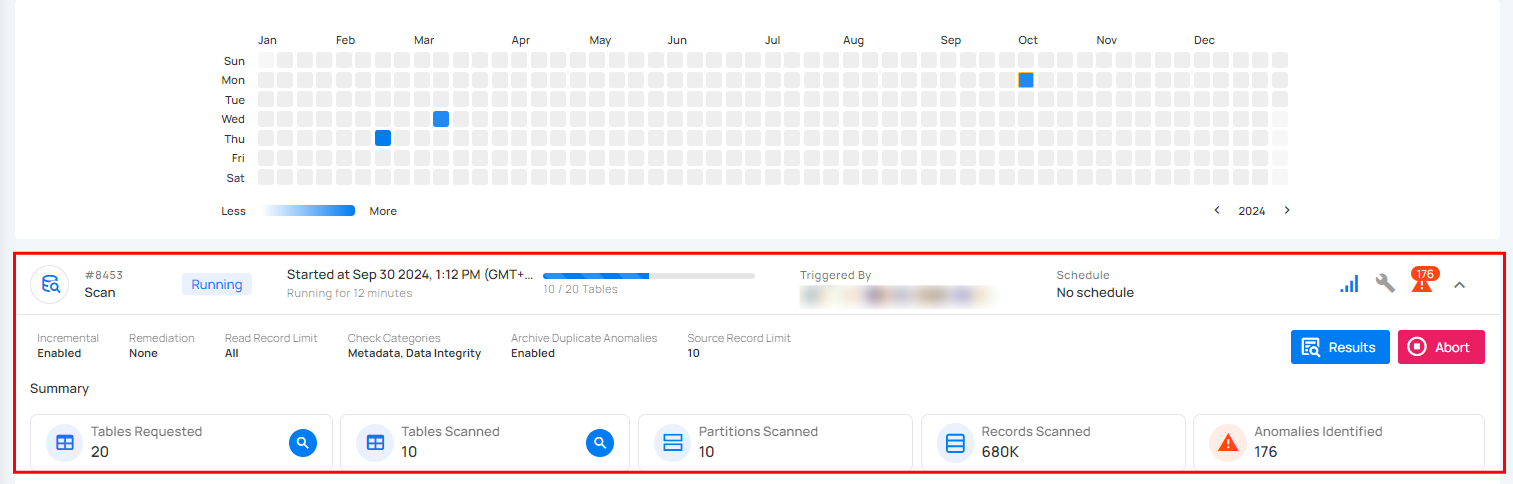 Jan Feb Mar Apr May Jun Jul Aug Sep Oct Nov Dec
Sun
Mon
Tue
Wed
Thu
Fri
Sat
Less More 2024
#8453
Scan
Running
Started at Sep 30 2024, 1:12 PM (GMT+...
Running for 12 minutes
10 / 20 Tables
Triggered By
Schedule
No schedule
176
Incremental
Enabled
Remediation
None
Read Record Limit
All
Check Categories
Metadata, Data Integrity
Archive Duplicate Anomalies
Enabled
Source Record Limit
10
Results
Abort
Summary
Tables Requested
20
Tables Scanned
10
Partitions Scanned
10
Records Scanned
680K
Anomalies Identified
176